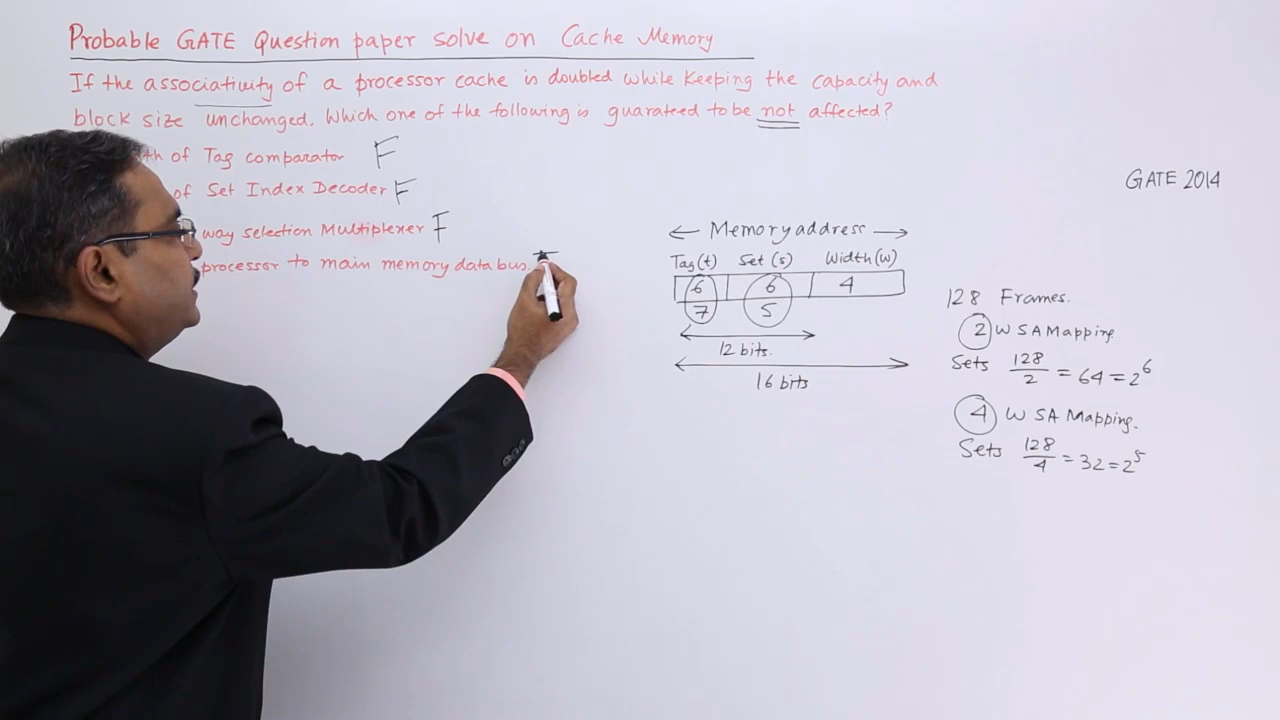 Probable GATE Question paper solve on Cache Memory
If the associativity of a processor cache is doubled while keeping the capacity and
block size unchanged. Which one of the following is guarateed to be not affected?
of Tag comparator F
of Set Index Decoder F
way selection Multiplexer F
processor to main memory data bus.
GATE 2014
Memory address
Tag(t) Set(s) Width(w)
6 6 4
7 5
12 bits.
16 bits
128 Frames.
2 W S A Mapping.
Sets 128/2 = 64 = 2^6
4 W S A Mapping.
Sets 128/4 = 32 = 2^5